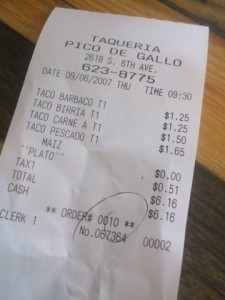 TAQUERIA
PICO DE GALLO
2618 S. 6TH AVE.
623-8775
DATE 09/06/2007 THU TIME 09:30
TACO BARBACO T1 $1.25
TACO BIRRIA T1 $1.25
TACO CARNE A T1 $1.50
TACO PESCADO T1 $1.65
MAIZ
""PLATO"" $0.00
TAX1 $0.51
TOTAL $6.16
CASH $6.16
** ORDER# 0010 **
CLERK 1 No.067364 00002